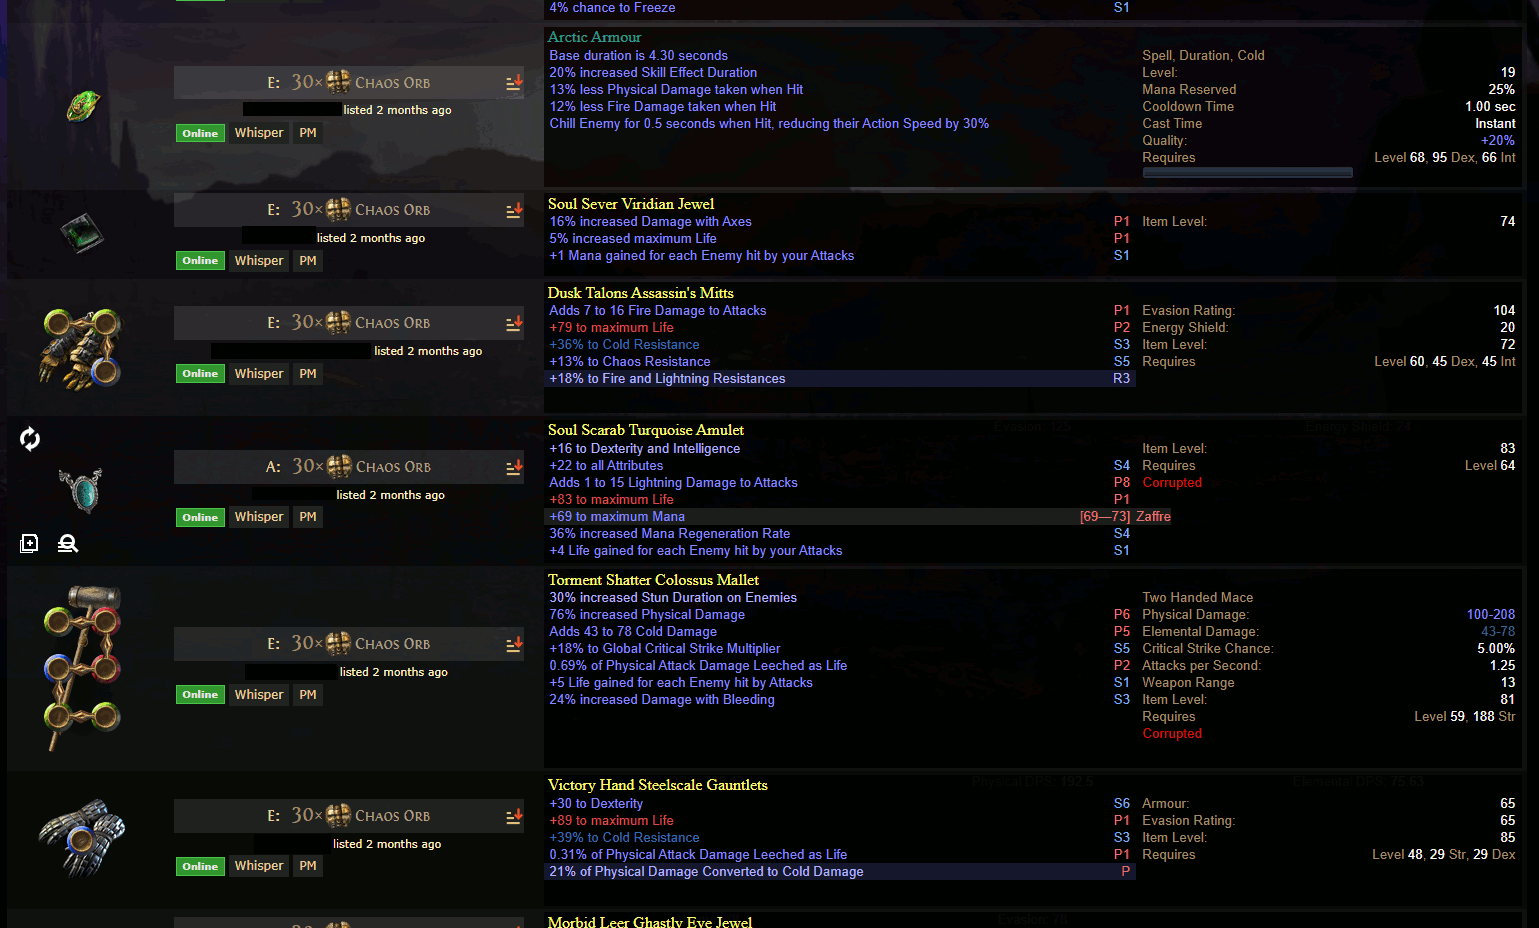 4% chance to Freeze S1
Arctic Armour
E: 30× Chaos Orb
listed 2 months ago
Online Whisper PM
Base duration is 4.30 seconds
20% increased Skill Effect Duration
13% less Physical Damage taken when Hit
12% less Fire Damage taken when Hit
Chill Enemy for 0.5 seconds when Hit, reducing their Action Speed by 30%
Spell, Duration, Cold
Level: 19
Mana Reserved 25%
Cooldown Time 1.00 sec
Cast Time Instant
Quality: +20%
Requires Level 68, 95 Dex, 66 Int
E: 30× Chaos Orb
listed 2 months ago
Online Whisper PM
Soul Sever Viridian Jewel
16% increased Damage with Axes P1
5% increased maximum Life P1
+1 Mana gained for each Enemy hit by your Attacks S1
Item Level: 74
E: 30× Chaos Orb
listed 2 months ago
Online Whisper PM
Dusk Talons Assassin's Mitts
Adds 7 to 16 Fire Damage to Attacks P1
+79 to maximum Life P2
+36% to Cold Resistance S3
+13% to Chaos Resistance S5
+18% to Fire and Lightning Resistances R3
Evasion Rating: 104
Energy Shield: 20
Item Level: 72
Requires Level 60, 45 Dex, 45 Int
Evasion: 125 Energy Shield: 24
A: 30× Chaos Orb
listed 2 months ago
Online Whisper PM
Soul Scarab Turquoise Amulet
+16 to Dexterity and Intelligence
+22 to all Attributes S4
Adds 1 to 15 Lightning Damage to Attacks P8
+83 to maximum Life P1
+69 to maximum Mana [69—73] Zaffre
36% increased Mana Regeneration Rate S4
+4 Life gained for each Enemy hit by your Attacks S1
Item Level: 83
Requires Level 64
Corrupted
E: 30× Chaos Orb
listed 2 months ago
Online Whisper PM
Torment Shatter Colossus Mallet
30% increased Stun Duration on Enemies
76% increased Physical Damage P6
Adds 43 to 78 Cold Damage P5
+18% to Global Critical Strike Multiplier S5
0.69% of Physical Attack Damage Leeched as Life P2
+5 Life gained for each Enemy hit by Attacks S1
24% increased Damage with Bleeding S3
Two Handed Mace
Physical Damage: 100-208
Elemental Damage: 43-78
Critical Strike Chance: 5.00%
Attacks per Second: 1.25
Weapon Range 13
Item Level: 81
Requires Level 59, 188 Str
Corrupted
Physical DPS: 192.5 Elemental DPS: 75.63
E: 30× Chaos Orb
listed 2 months ago
Online Whisper PM
Victory Hand Steelscale Gauntlets
+30 to Dexterity S6
+89 to maximum Life P1
+39% to Cold Resistance S3
0.31% of Physical Attack Damage Leeched as Life P1
21% of Physical Damage Converted to Cold Damage P
Armour: 65
Evasion Rating: 65
Item Level: 85
Requires Level 48, 29 Str, 29 Dex
Evasion: 78
Morbid Leer Ghastly Eye Jewel